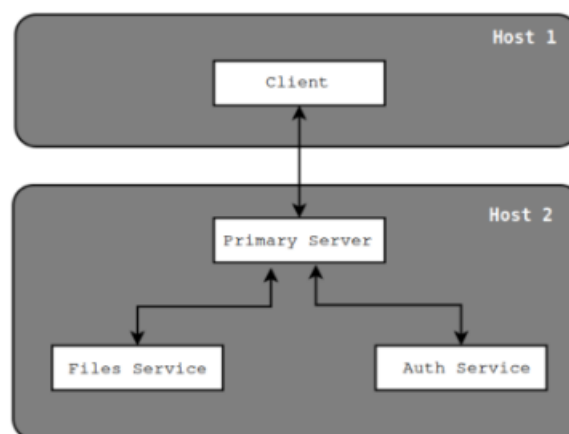 Host 1
Client
Host 2
Primary Server
Files Service
Auth Service